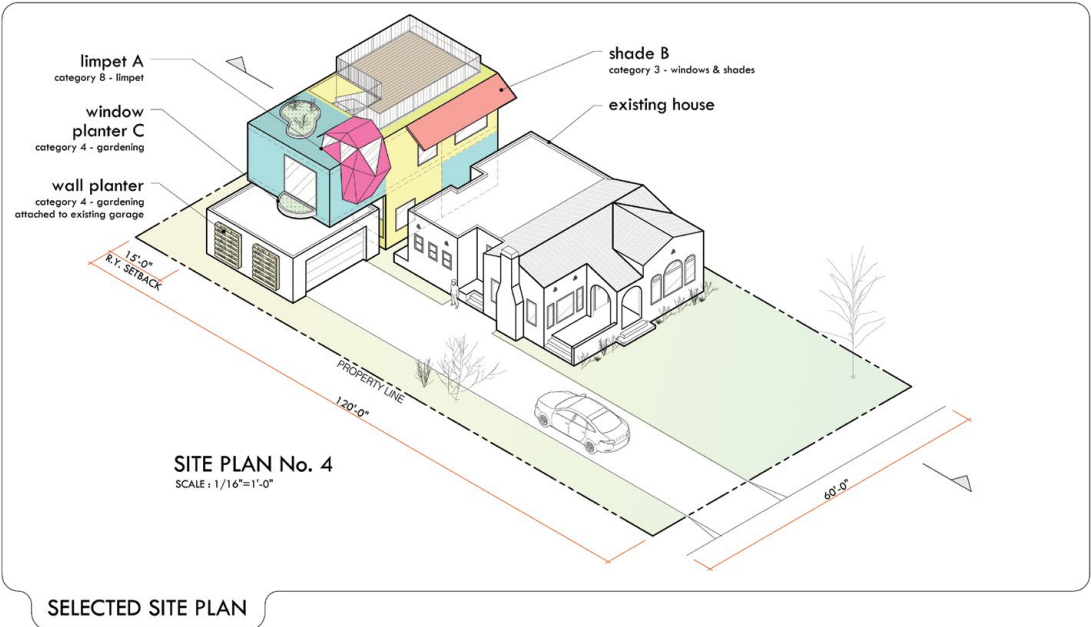 limpet A
category 8 - limpet
window
planter C
category 4 - gardening
wall planter
category 4 - gardening
attached to existing garage
shade B
category 3 - windows & shades
existing house
15'-0"
R.Y. SETBACK
PROPERTY LINE
120'-0"
60'-0"
SITE PLAN No. 4
SCALE : 1/16"=1'-0"
SELECTED SITE PLAN